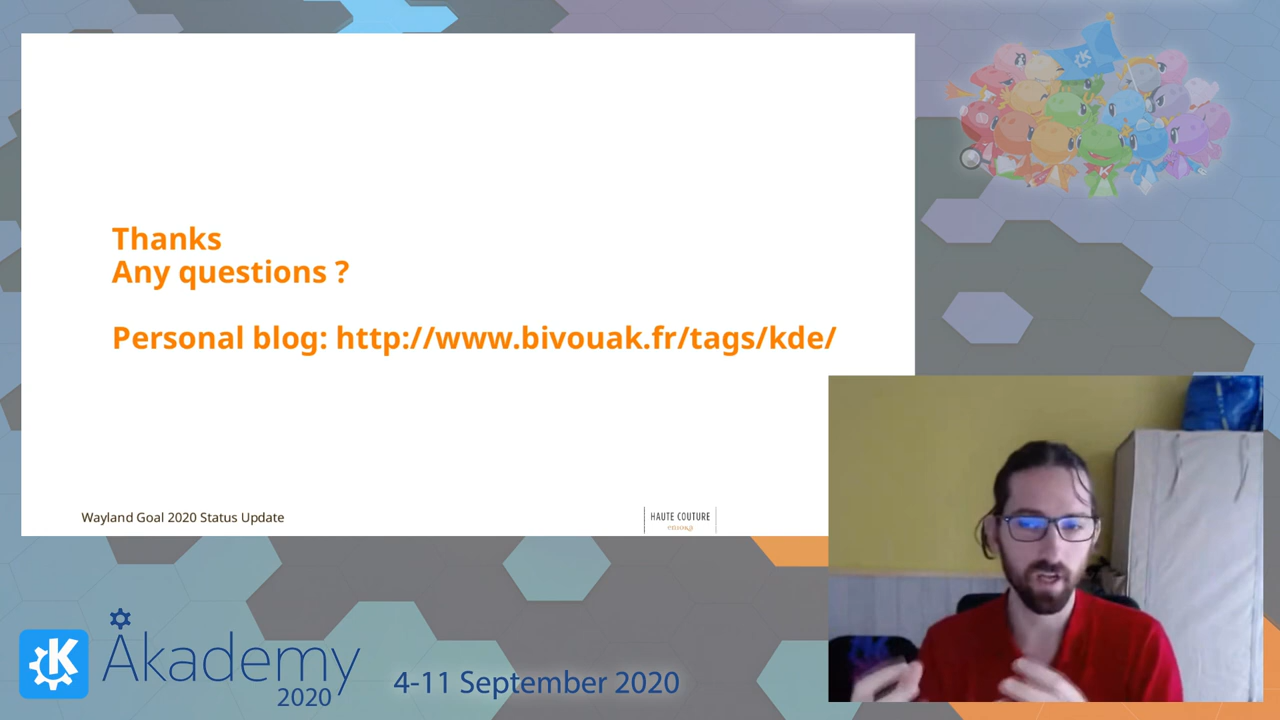 Thanks
Any questions ?
Personal blog: http://www.bivouak.fr/tags/kde/
Wayland Goal 2020 Status Update
HAUTE COUTURE
K
Akademy
2020
4-11 September 2020